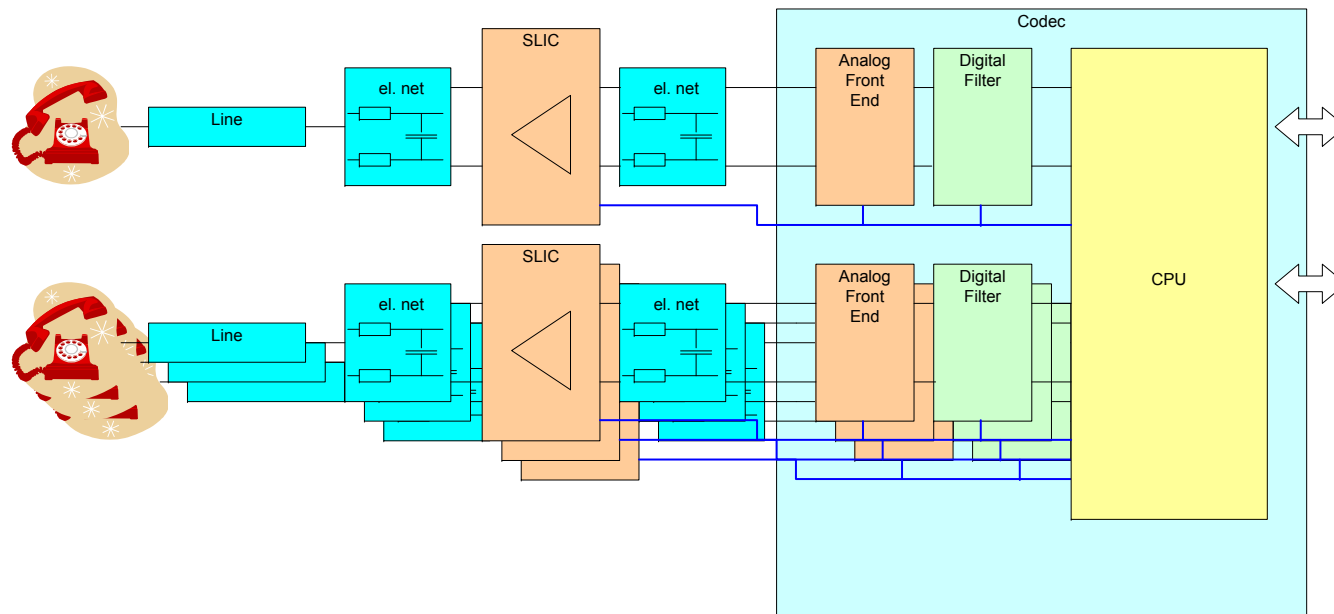 Codec
SLIC
Analog
Front
End
Digital
Filter
el. net
el. net
Line
CPU
SLIC
Analog
Front
End
Digital
Filter
el. net
el. net
Line